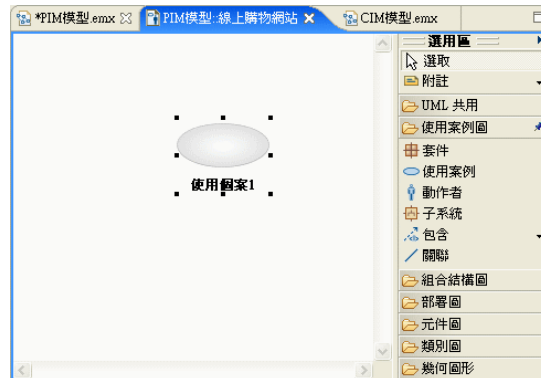 *PIM模型.emx
PIM模型::線上購物網站
CIM模型.emx
使用個案1
選用區
選取
附註
UML 共用
使用案例圖
套件
使用案例
動作者
子系統
包含
關聯
組合結構圖
部署圖
元件圖
類別圖
幾何圖形